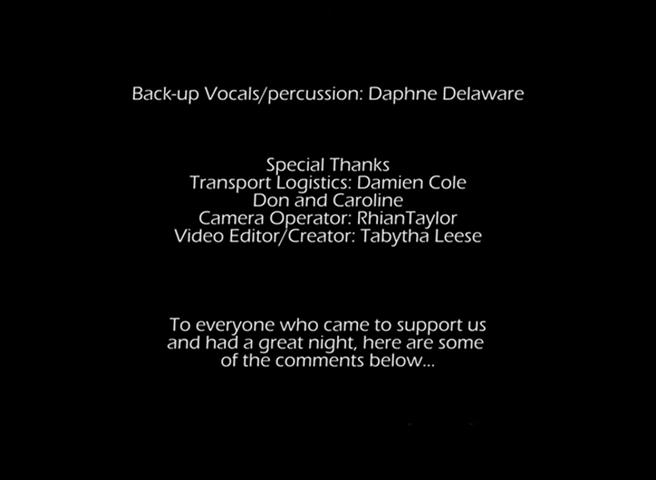 Back-up Vocals/percussion: Daphne Delaware
Special Thanks
Transport Logistics: Damien Cole
Don and Caroline
Camera Operator: RhianTaylor
Video Editor/Creator: Tabytha Leese
To everyone who came to support us
and had a great night, here are some
of the comments below...